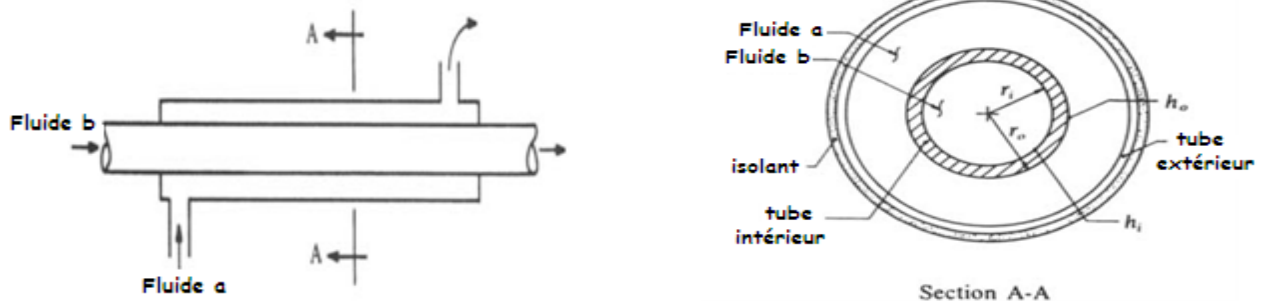 A
Fluide b
A
Fluide a
Fluide a
Fluide b
r_i
h_o
r_o
tube
extérieur
isolant
tube
intérieur
h_i
Section A-A